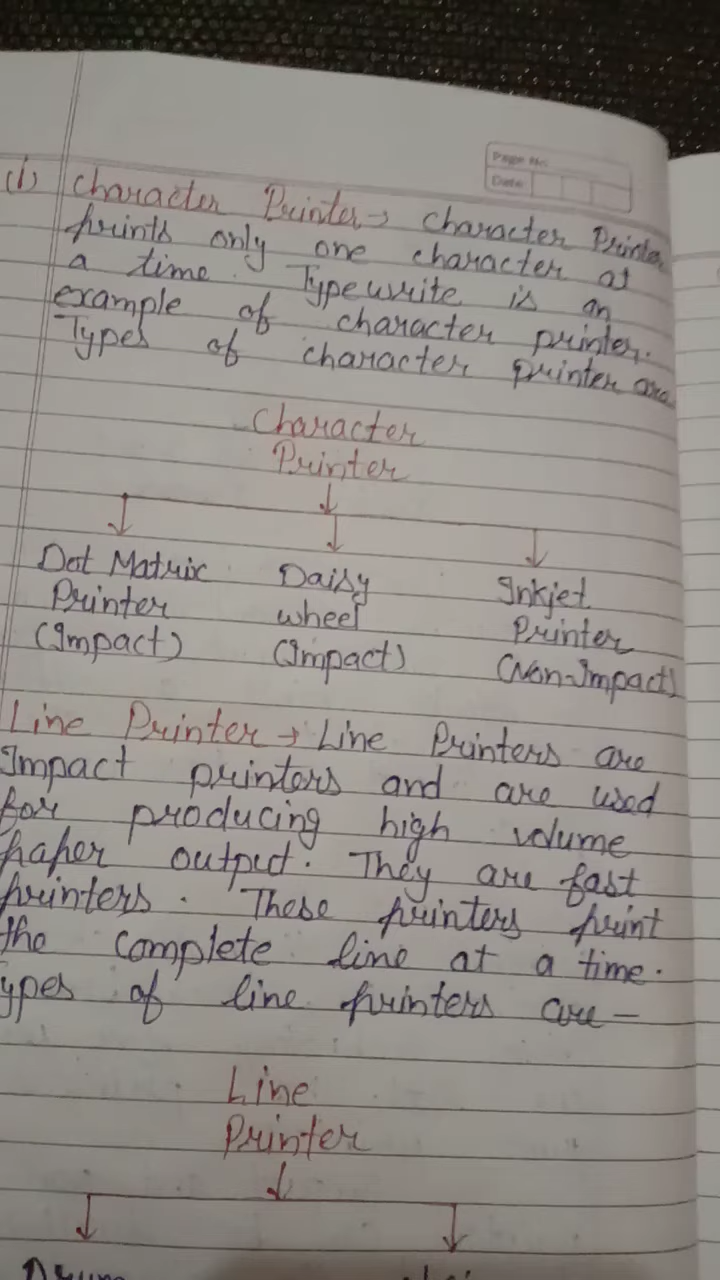 Page No:
Date
(1) Character Printer → Character Printer
prints only one character at
a time. Typewrite is an
example of character printer.
Types of character printer are
Character
Printer
Dot Matrix Daisy Inkjet
Printer wheel Printer
(Impact) (Impact) (Non-Impact)
Line Printer → Line Printers are
Impact printers and are used
for producing high volume
paper output. They are fast
printers. These printers print
the complete line at a time.
ypes of line printers are -
Line
Printer
Drum